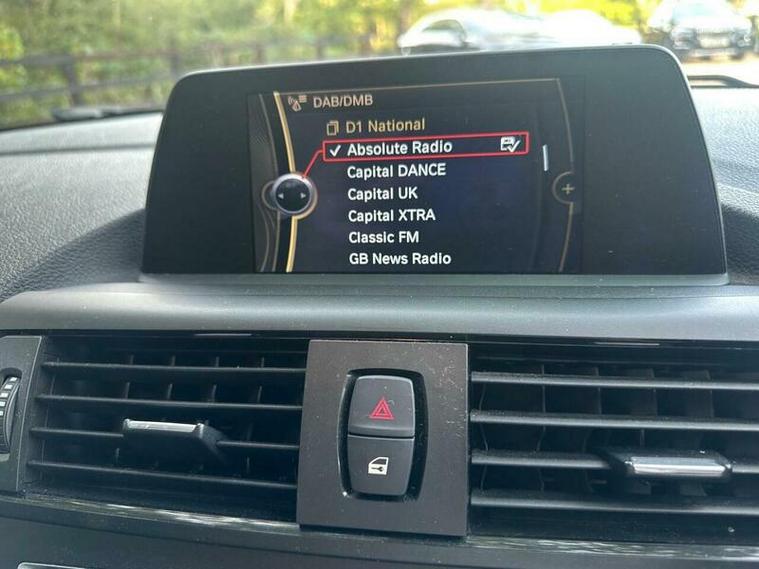 DAB/DMB
D1 National
Absolute Radio
Capital DANCE
Capital UK
Capital XTRA
Classic FM
GB News Radio